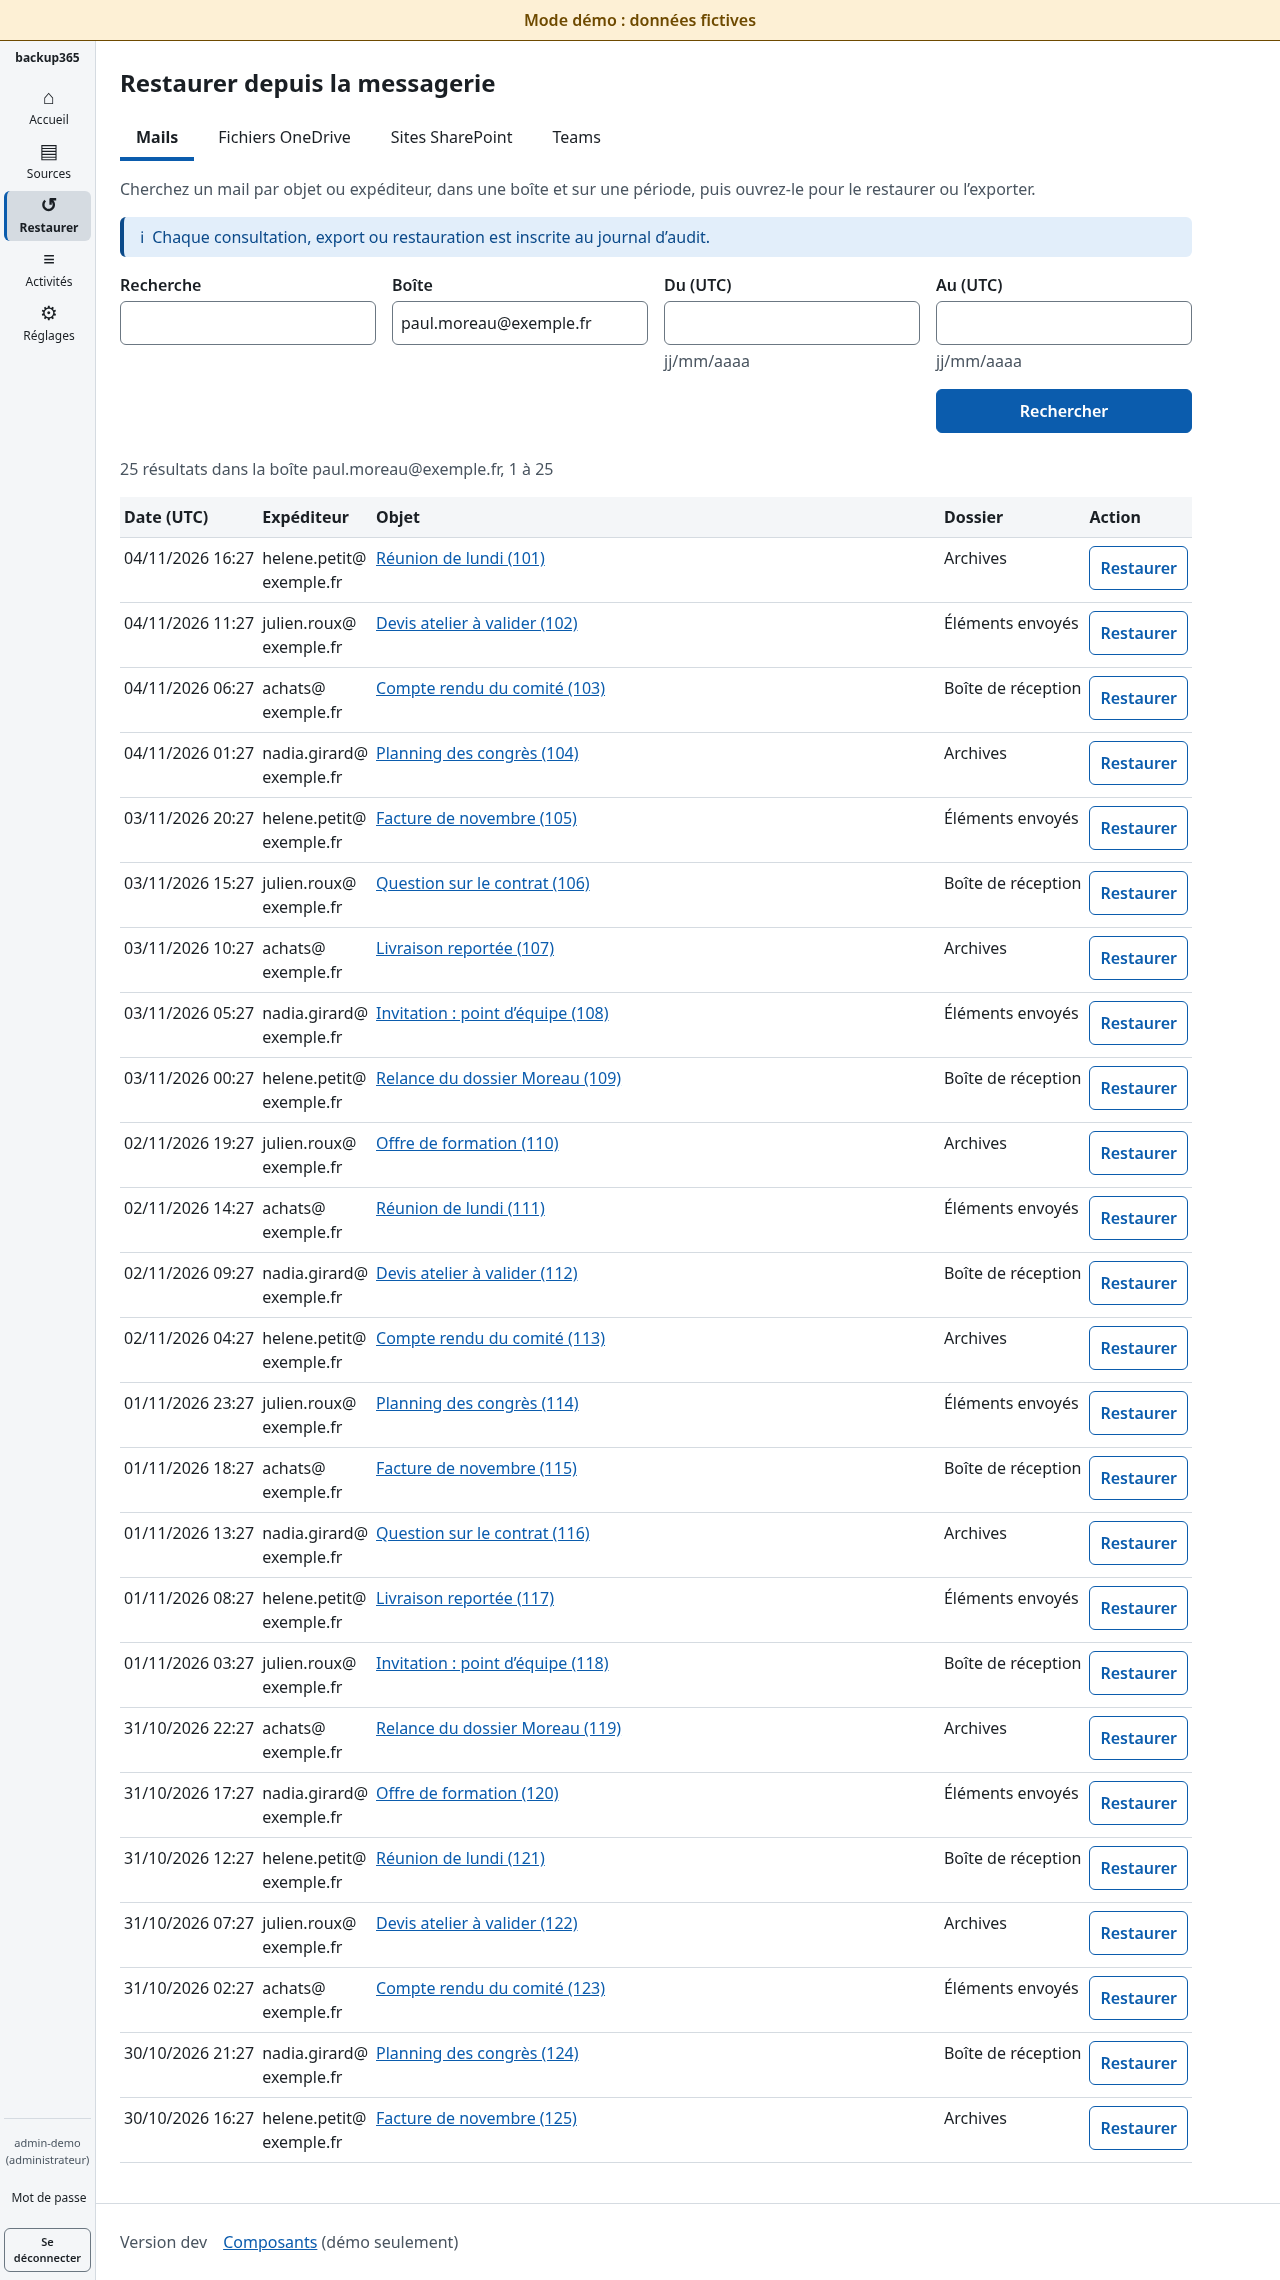 Mode démo : données fictives
backup365
Accueil
Sources
Restaurer
Activités
Réglages
admin-demo
(administrateur)
Mot de passe
Se
déconnecter
Restaurer depuis la messagerie
Mails Fichiers OneDrive Sites SharePoint Teams
Cherchez un mail par objet ou expéditeur, dans une boîte et sur une période, puis ouvrez-le pour le restaurer ou l’exporter.
i Chaque consultation, export ou restauration est inscrite au journal d’audit.
Recherche Boîte Du (UTC) Au (UTC)
paul.moreau@exemple.fr
jj/mm/aaaa jj/mm/aaaa
Rechercher
25 résultats dans la boîte paul.moreau@exemple.fr, 1 à 25
Date (UTC) Expéditeur Objet Dossier Action
04/11/2026 16:27 helene.petit@ Réunion de lundi (101) Archives Restaurer
exemple.fr
04/11/2026 11:27 julien.roux@ Devis atelier à valider (102) Éléments envoyés Restaurer
exemple.fr
04/11/2026 06:27 achats@ Compte rendu du comité (103) Boîte de réception Restaurer
exemple.fr
04/11/2026 01:27 nadia.girard@ Planning des congrès (104) Archives Restaurer
exemple.fr
03/11/2026 20:27 helene.petit@ Facture de novembre (105) Éléments envoyés Restaurer
exemple.fr
03/11/2026 15:27 julien.roux@ Question sur le contrat (106) Boîte de réception Restaurer
exemple.fr
03/11/2026 10:27 achats@ Livraison reportée (107) Archives Restaurer
exemple.fr
03/11/2026 05:27 nadia.girard@ Invitation : point d’équipe (108) Éléments envoyés Restaurer
exemple.fr
03/11/2026 00:27 helene.petit@ Relance du dossier Moreau (109) Boîte de réception Restaurer
exemple.fr
02/11/2026 19:27 julien.roux@ Offre de formation (110) Archives Restaurer
exemple.fr
02/11/2026 14:27 achats@ Réunion de lundi (111) Éléments envoyés Restaurer
exemple.fr
02/11/2026 09:27 nadia.girard@ Devis atelier à valider (112) Boîte de réception Restaurer
exemple.fr
02/11/2026 04:27 helene.petit@ Compte rendu du comité (113) Archives Restaurer
exemple.fr
01/11/2026 23:27 julien.roux@ Planning des congrès (114) Éléments envoyés Restaurer
exemple.fr
01/11/2026 18:27 achats@ Facture de novembre (115) Boîte de réception Restaurer
exemple.fr
01/11/2026 13:27 nadia.girard@ Question sur le contrat (116) Archives Restaurer
exemple.fr
01/11/2026 08:27 helene.petit@ Livraison reportée (117) Éléments envoyés Restaurer
exemple.fr
01/11/2026 03:27 julien.roux@ Invitation : point d’équipe (118) Boîte de réception Restaurer
exemple.fr
31/10/2026 22:27 achats@ Relance du dossier Moreau (119) Archives Restaurer
exemple.fr
31/10/2026 17:27 nadia.girard@ Offre de formation (120) Éléments envoyés Restaurer
exemple.fr
31/10/2026 12:27 helene.petit@ Réunion de lundi (121) Boîte de réception Restaurer
exemple.fr
31/10/2026 07:27 julien.roux@ Devis atelier à valider (122) Archives Restaurer
exemple.fr
31/10/2026 02:27 achats@ Compte rendu du comité (123) Éléments envoyés Restaurer
exemple.fr
30/10/2026 21:27 nadia.girard@ Planning des congrès (124) Boîte de réception Restaurer
exemple.fr
30/10/2026 16:27 helene.petit@ Facture de novembre (125) Archives Restaurer
exemple.fr
Version dev Composants (démo seulement)